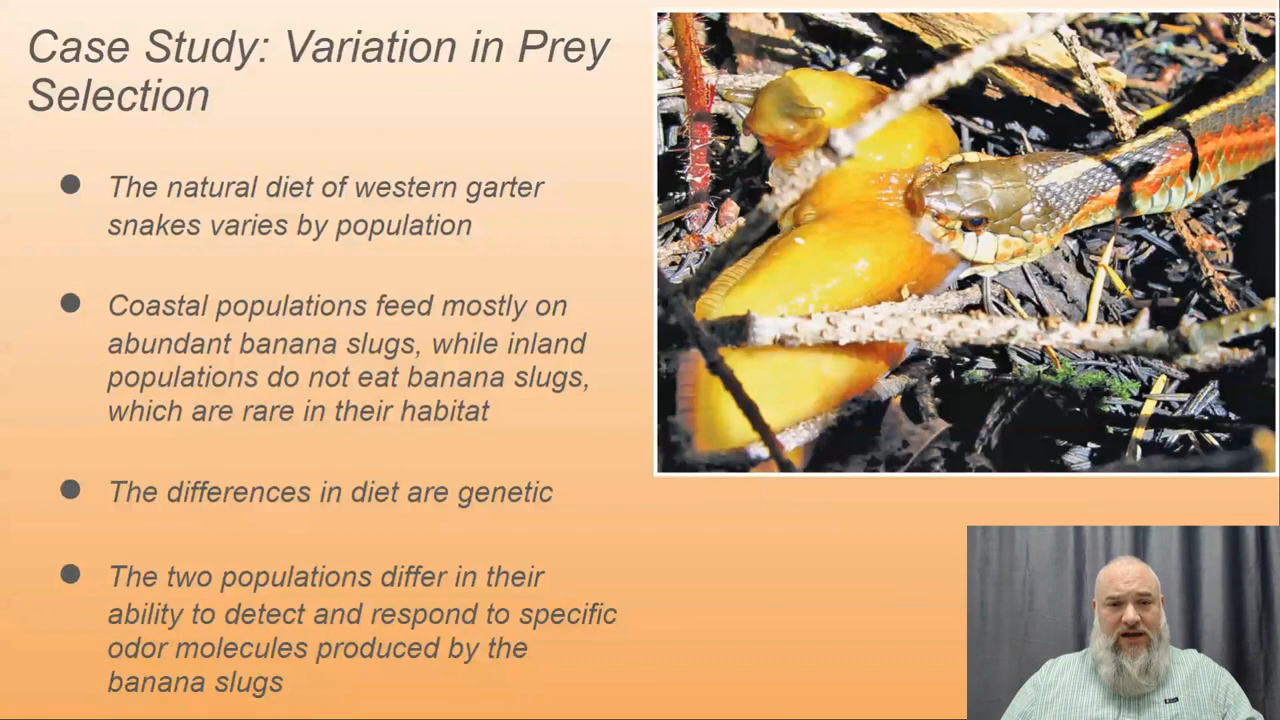 Case Study: Variation in Prey
Selection
● The natural diet of western garter
snakes varies by population
● Coastal populations feed mostly on
abundant banana slugs, while inland
populations do not eat banana slugs,
which are rare in their habitat
● The differences in diet are genetic
● The two populations differ in their
ability to detect and respond to specific
odor molecules produced by the
banana slugs